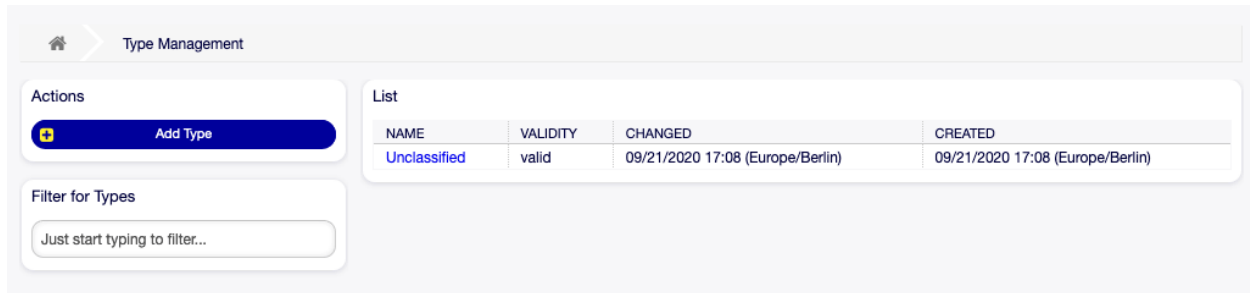 Type Management
Actions
Add Type
Filter for Types
Just start typing to filter...
List
NAME VALIDITY CHANGED CREATED
Unclassified valid 09/21/2020 17:08 (Europe/Berlin) 09/21/2020 17:08 (Europe/Berlin)